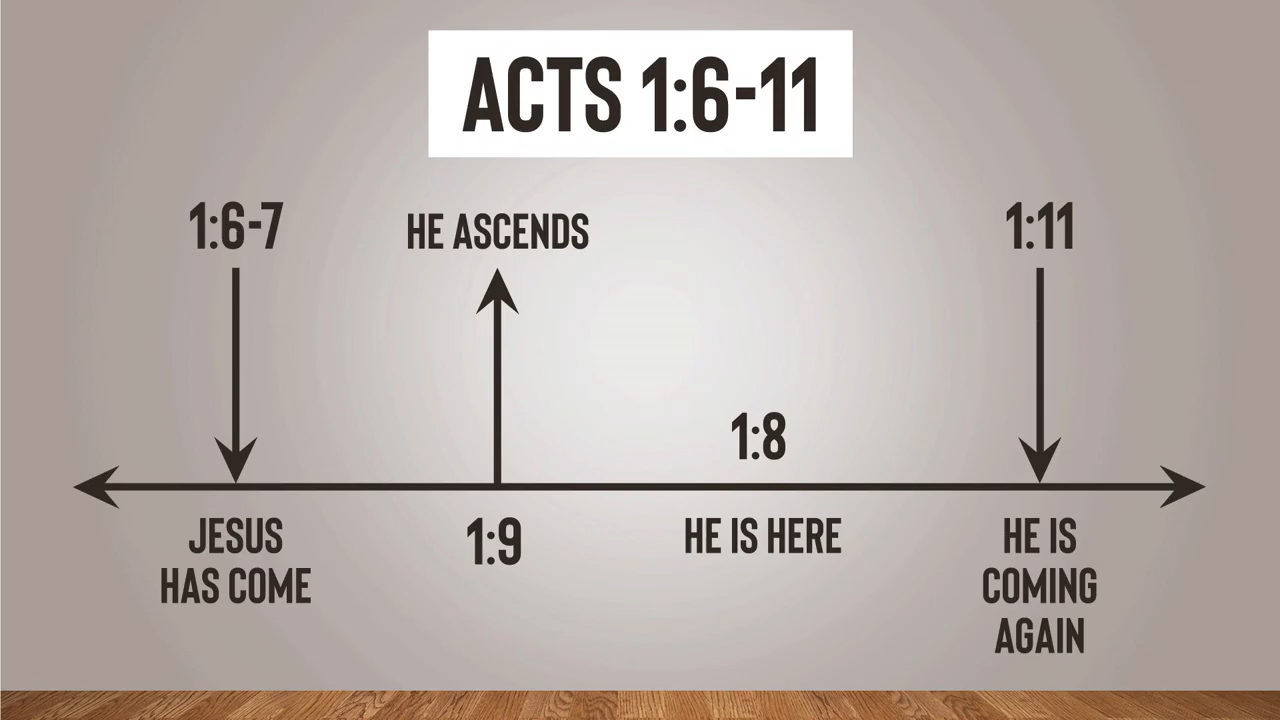 ACTS 1:6-11
1:6-7
HE ASCENDS
1:11
1:8
JESUS
HAS COME
1:9
HE IS HERE
HE IS
COMING
AGAIN